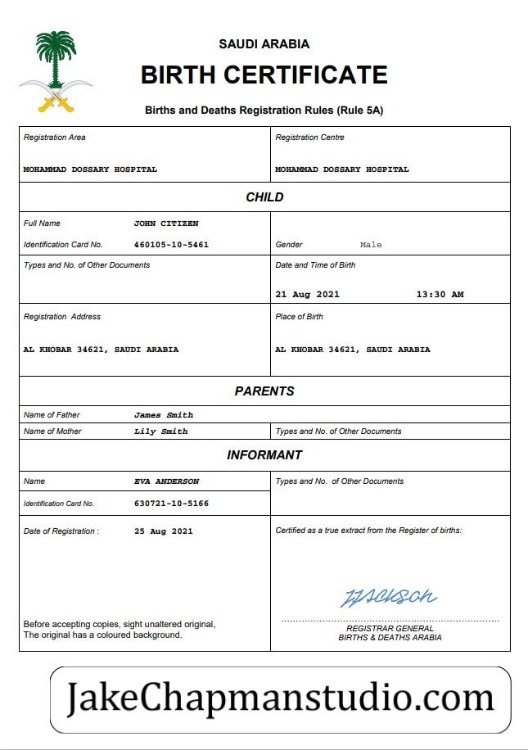 SAUDI ARABIA
BIRTH CERTIFICATE
Births and Deaths Registration Rules (Rule 5A)
Registration Area
Registration Centre
MOHAMMAD DOSSARY HOSPITAL
MOHAMMAD DOSSARY HOSPITAL
CHILD
Full Name JOHN CITIZEN
Identification Card No. 460105-10-5461 Gender Male
Types and No. of Other Documents Date and Time of Birth
21 Aug 2021 13:30 AM
Registration Address Place of Birth
AL KHOBAR 34621, SAUDI ARABIA AL KHOBAR 34621, SAUDI ARABIA
PARENTS
Name of Father James Smith
Name of Mother Lily Smith Types and No. of Other Documents
INFORMANT
Name EVA ANDERSON Types and No. of Other Documents
Identification Card No. 630721-10-5166
Date of Registration : 25 Aug 2021 Certified as a true extract from the Register of births:
Before accepting copies, sight unaltered original,
The original has a coloured background.
REGISTRAR GENERAL
BIRTHS & DEATHS ARABIA
JakeChapmanstudio.com